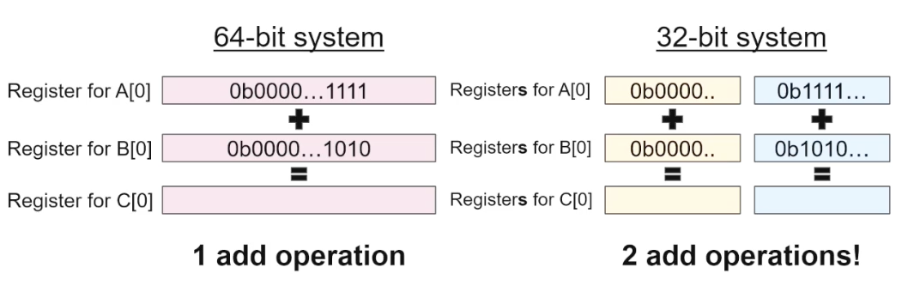 64-bit system
32-bit system
Register for A[0] 0b0000...1111
Registers for A[0] 0b0000.. 0b1111...
+ + +
Register for B[0] 0b0000...1010
Registers for B[0] 0b0000.. 0b1010...
= = =
Register for C[0]
Registers for C[0]
1 add operation
2 add operations!